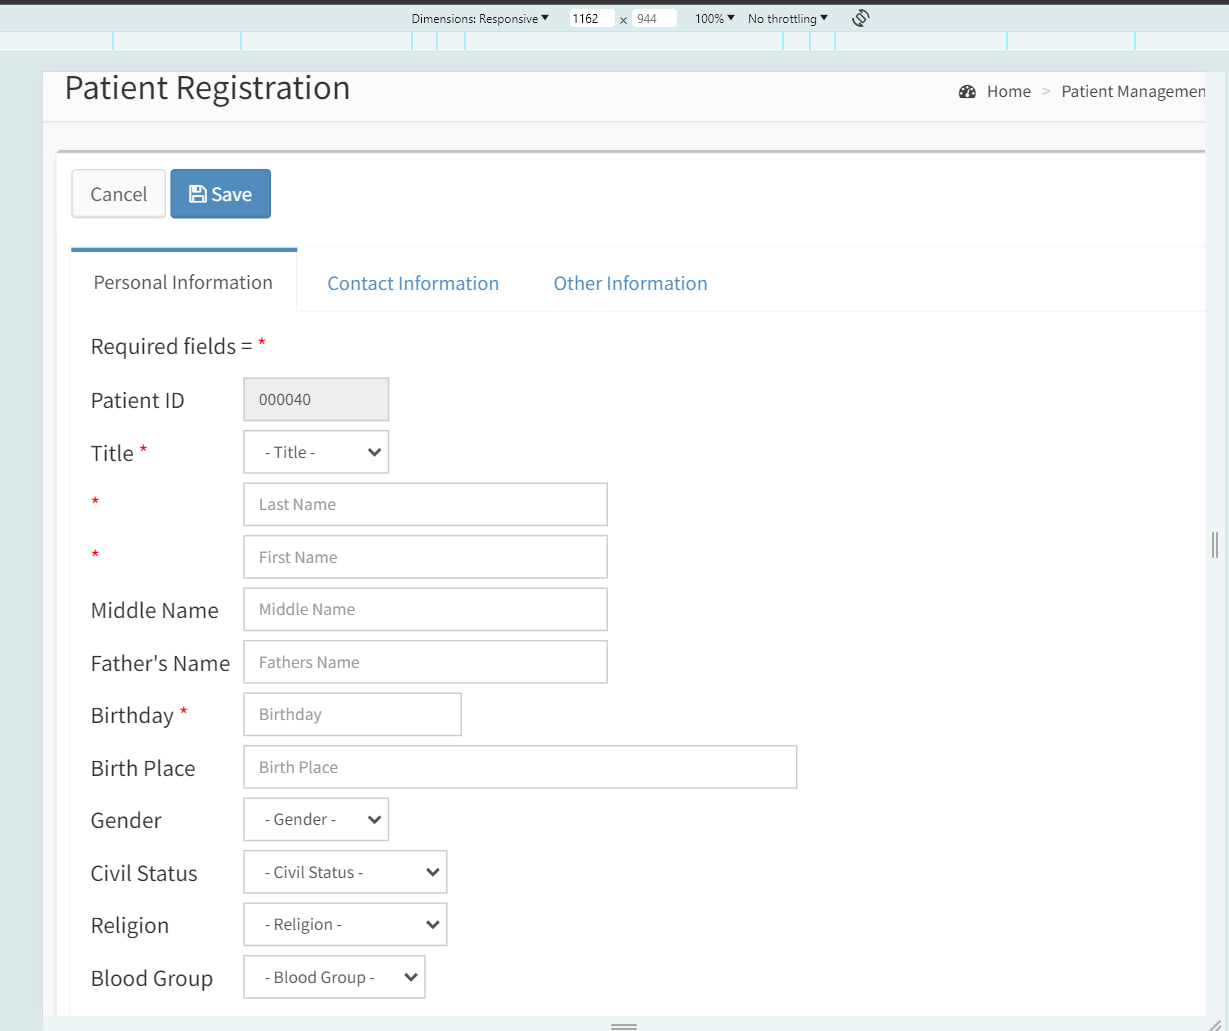 Dimensions: Responsive 1162 × 944 100% No throttling
Patient Registration
Home > Patient Managemen
Cancel Save
Personal Information Contact Information Other Information
Required fields = *
Patient ID 000040
Title * - Title -
* Last Name
* First Name
Middle Name Middle Name
Father's Name Fathers Name
Birthday * Birthday
Birth Place Birth Place
Gender - Gender -
Civil Status - Civil Status -
Religion - Religion -
Blood Group - Blood Group -